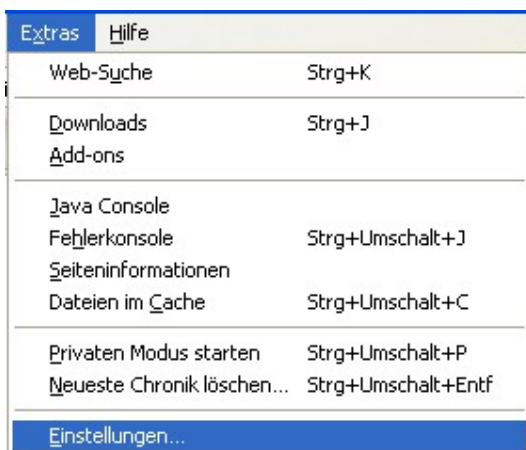 Extras Hilfe
Web-Suche Strg+K
Downloads Strg+J
Add-ons
Java Console
Fehlerkonsole Strg+Umschalt+J
Seiteninformationen
Dateien im Cache Strg+Umschalt+C
Privaten Modus starten Strg+Umschalt+P
Neueste Chronik löschen... Strg+Umschalt+Entf
Einstellungen...